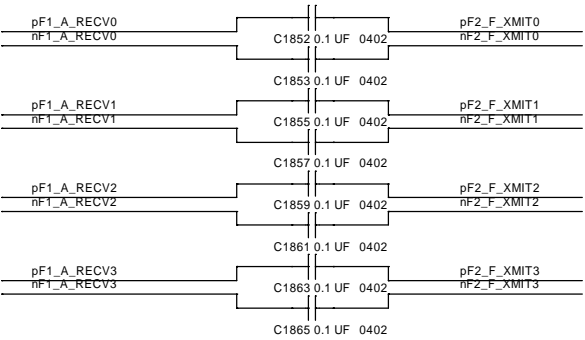 pF1_A_RECV0 pF2_F_XMIT0
nF1_A_RECV0 C1852 0.1 UF 0402 nF2_F_XMIT0
C1853 0.1 UF 0402
pF1_A_RECV1 pF2_F_XMIT1
nF1_A_RECV1 C1855 0.1 UF 0402 nF2_F_XMIT1
C1857 0.1 UF 0402
pF1_A_RECV2 pF2_F_XMIT2
nF1_A_RECV2 C1859 0.1 UF 0402 nF2_F_XMIT2
C1861 0.1 UF 0402
pF1_A_RECV3 pF2_F_XMIT3
nF1_A_RECV3 C1863 0.1 UF 0402 nF2_F_XMIT3
C1865 0.1 UF 0402